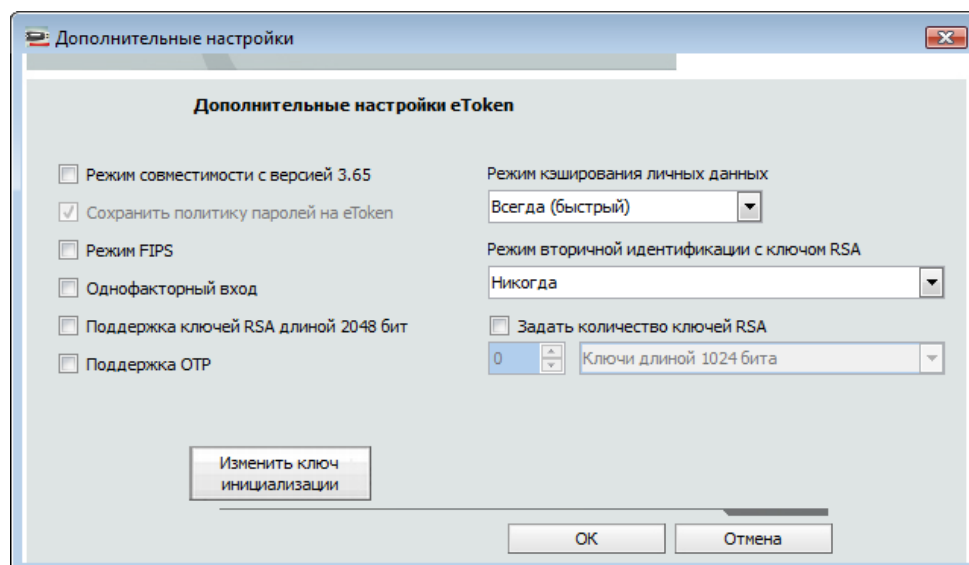 Дополнительные настройки
Дополнительные настройки eToken
Режим совместимости с версией 3.65
Сохранить политику паролей на eToken
Режим FIPS
Однофакторный вход
Поддержка ключей RSA длиной 2048 бит
Поддержка OTP
Режим кэширования личных данных
Всегда (быстрый)
Режим вторичной идентификации с ключом RSA
Никогда
Задать количество ключей RSA
0
Ключи длиной 1024 бита
Изменить ключ
инициализации
OK
Отмена